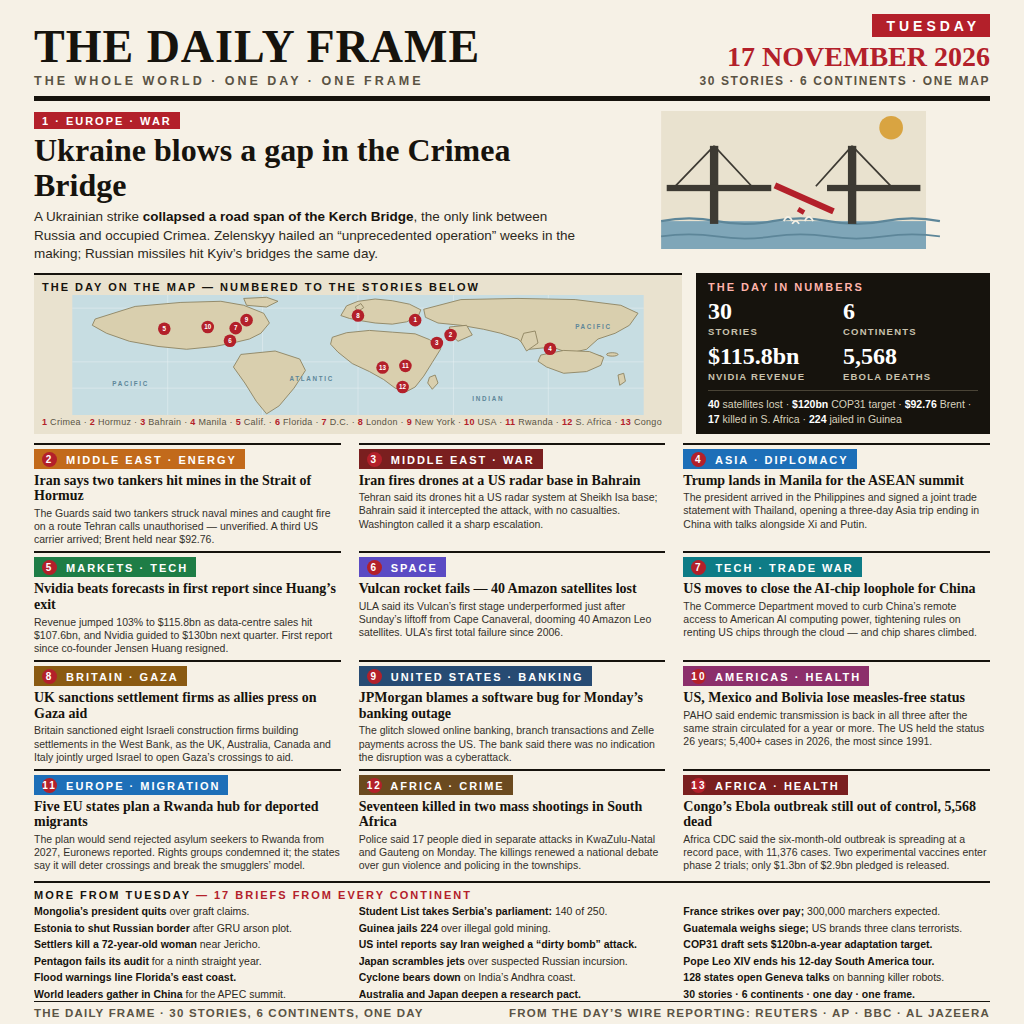 THE DAILY FRAME
THE WHOLE WORLD · ONE DAY · ONE FRAME
TUESDAY
17 NOVEMBER 2026
30 STORIES · 6 CONTINENTS · ONE MAP
1 · EUROPE · WAR
Ukraine blows a gap in the Crimea
Bridge
A Ukrainian strike collapsed a road span of the Kerch Bridge, the only link between
Russia and occupied Crimea. Zelenskyy hailed an “unprecedented operation” weeks in the
making; Russian missiles hit Kyiv’s bridges the same day.
THE DAY ON THE MAP — NUMBERED TO THE STORIES BELOW
5
10
9
7
6
8
1
2
3
4
13
11
12
PACIFIC
ATLANTIC
INDIAN
PACIFIC
1 Crimea · 2 Hormuz · 3 Bahrain · 4 Manila · 5 Calif. · 6 Florida · 7 D.C. · 8 London · 9 New York · 10 USA · 11 Rwanda · 12 S. Africa · 13 Congo
THE DAY IN NUMBERS
30
STORIES
6
CONTINENTS
$115.8bn
NVIDIA REVENUE
5,568
EBOLA DEATHS
40 satellites lost · $120bn COP31 target · $92.76 Brent ·
17 killed in S. Africa · 224 jailed in Guinea
2 MIDDLE EAST · ENERGY
Iran says two tankers hit mines in the Strait of
Hormuz
The Guards said two tankers struck naval mines and caught fire
on a route Tehran calls unauthorised — unverified. A third US
carrier arrived; Brent held near $92.76.
3 MIDDLE EAST · WAR
Iran fires drones at a US radar base in Bahrain
Tehran said its drones hit a US radar system at Sheikh Isa base;
Bahrain said it intercepted the attack, with no casualties.
Washington called it a sharp escalation.
4 ASIA · DIPLOMACY
Trump lands in Manila for the ASEAN summit
The president arrived in the Philippines and signed a joint trade
statement with Thailand, opening a three-day Asia trip ending in
China with talks alongside Xi and Putin.
5 MARKETS · TECH
Nvidia beats forecasts in first report since Huang’s
exit
Revenue jumped 103% to $115.8bn as data-centre sales hit
$107.6bn, and Nvidia guided to $130bn next quarter. First report
since co-founder Jensen Huang resigned.
6 SPACE
Vulcan rocket fails — 40 Amazon satellites lost
ULA said its Vulcan’s first stage underperformed just after
Sunday’s liftoff from Cape Canaveral, dooming 40 Amazon Leo
satellites. ULA’s first total failure since 2006.
7 TECH · TRADE WAR
US moves to close the AI-chip loophole for China
The Commerce Department moved to curb China’s remote
access to American AI computing power, tightening rules on
renting US chips through the cloud — and chip shares climbed.
8 BRITAIN · GAZA
UK sanctions settlement firms as allies press on
Gaza aid
Britain sanctioned eight Israeli construction firms building
settlements in the West Bank, as the UK, Australia, Canada and
Italy jointly urged Israel to open Gaza’s crossings to aid.
9 UNITED STATES · BANKING
JPMorgan blames a software bug for Monday’s
banking outage
The glitch slowed online banking, branch transactions and Zelle
payments across the US. The bank said there was no indication
the disruption was a cyberattack.
10 AMERICAS · HEALTH
US, Mexico and Bolivia lose measles-free status
PAHO said endemic transmission is back in all three after the
same strain circulated for a year or more. The US held the status
26 years; 5,400+ cases in 2026, the most since 1991.
11 EUROPE · MIGRATION
Five EU states plan a Rwanda hub for deported
migrants
The plan would send rejected asylum seekers to Rwanda from
2027, Euronews reported. Rights groups condemned it; the states
say it will deter crossings and break the smugglers’ model.
12 AFRICA · CRIME
Seventeen killed in two mass shootings in South
Africa
Police said 17 people died in separate attacks in KwaZulu-Natal
and Gauteng on Monday. The killings renewed a national debate
over gun violence and policing in the townships.
13 AFRICA · HEALTH
Congo’s Ebola outbreak still out of control, 5,568
dead
Africa CDC said the six-month-old outbreak is spreading at a
record pace, with 11,376 cases. Two experimental vaccines enter
phase 2 trials; only $1.3bn of $2.9bn pledged is released.
MORE FROM TUESDAY — 17 BRIEFS FROM EVERY CONTINENT
Mongolia’s president quits over graft claims.
Estonia to shut Russian border after GRU arson plot.
Settlers kill a 72-year-old woman near Jericho.
Pentagon fails its audit for a ninth straight year.
Flood warnings line Florida’s east coast.
World leaders gather in China for the APEC summit.
Student List takes Serbia’s parliament: 140 of 250.
Guinea jails 224 over illegal gold mining.
US intel reports say Iran weighed a “dirty bomb” attack.
Japan scrambles jets over suspected Russian incursion.
Cyclone bears down on India’s Andhra coast.
Australia and Japan deepen a research pact.
France strikes over pay; 300,000 marchers expected.
Guatemala weighs siege; US brands three clans terrorists.
COP31 draft sets $120bn-a-year adaptation target.
Pope Leo XIV ends his 12-day South America tour.
128 states open Geneva talks on banning killer robots.
30 stories · 6 continents · one day · one frame.
THE DAILY FRAME · 30 STORIES, 6 CONTINENTS, ONE DAY
FROM THE DAY’S WIRE REPORTING: REUTERS · AP · BBC · AL JAZEERA